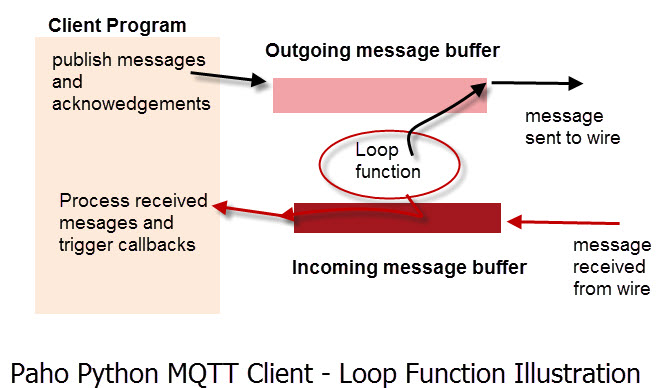 Client Program
publish messages
and
acknowedgements
Outgoing message buffer
message
sent to wire
Loop
function
Process received
mesages and
trigger callbacks
Incoming message buffer
message
received
from wire
Paho Python MQTT Client - Loop Function Illustration